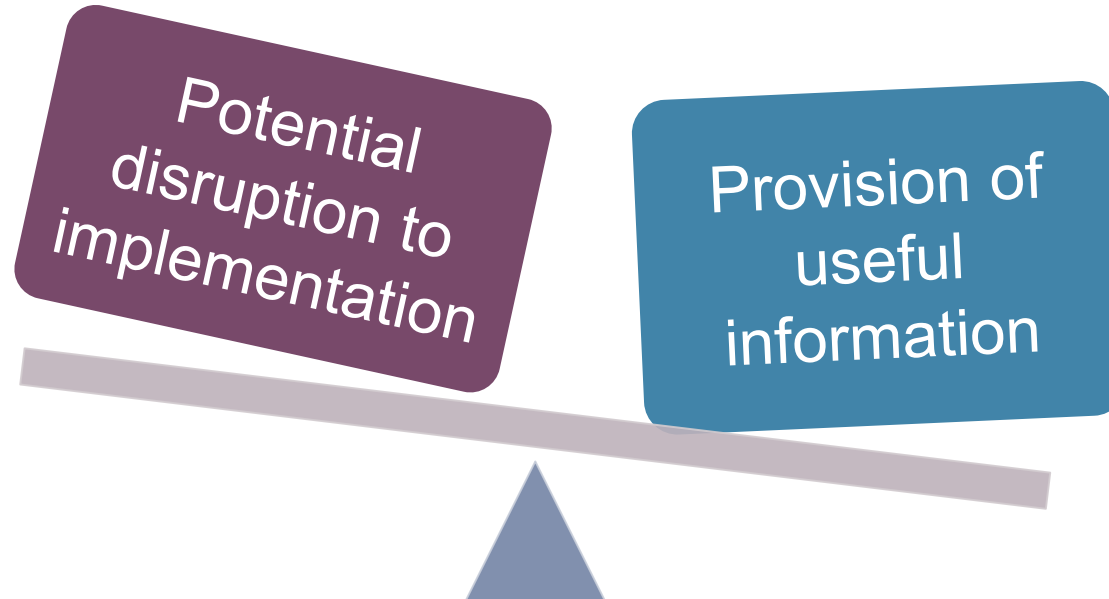 Potential
disruption to
implementation
Provision of
useful
information